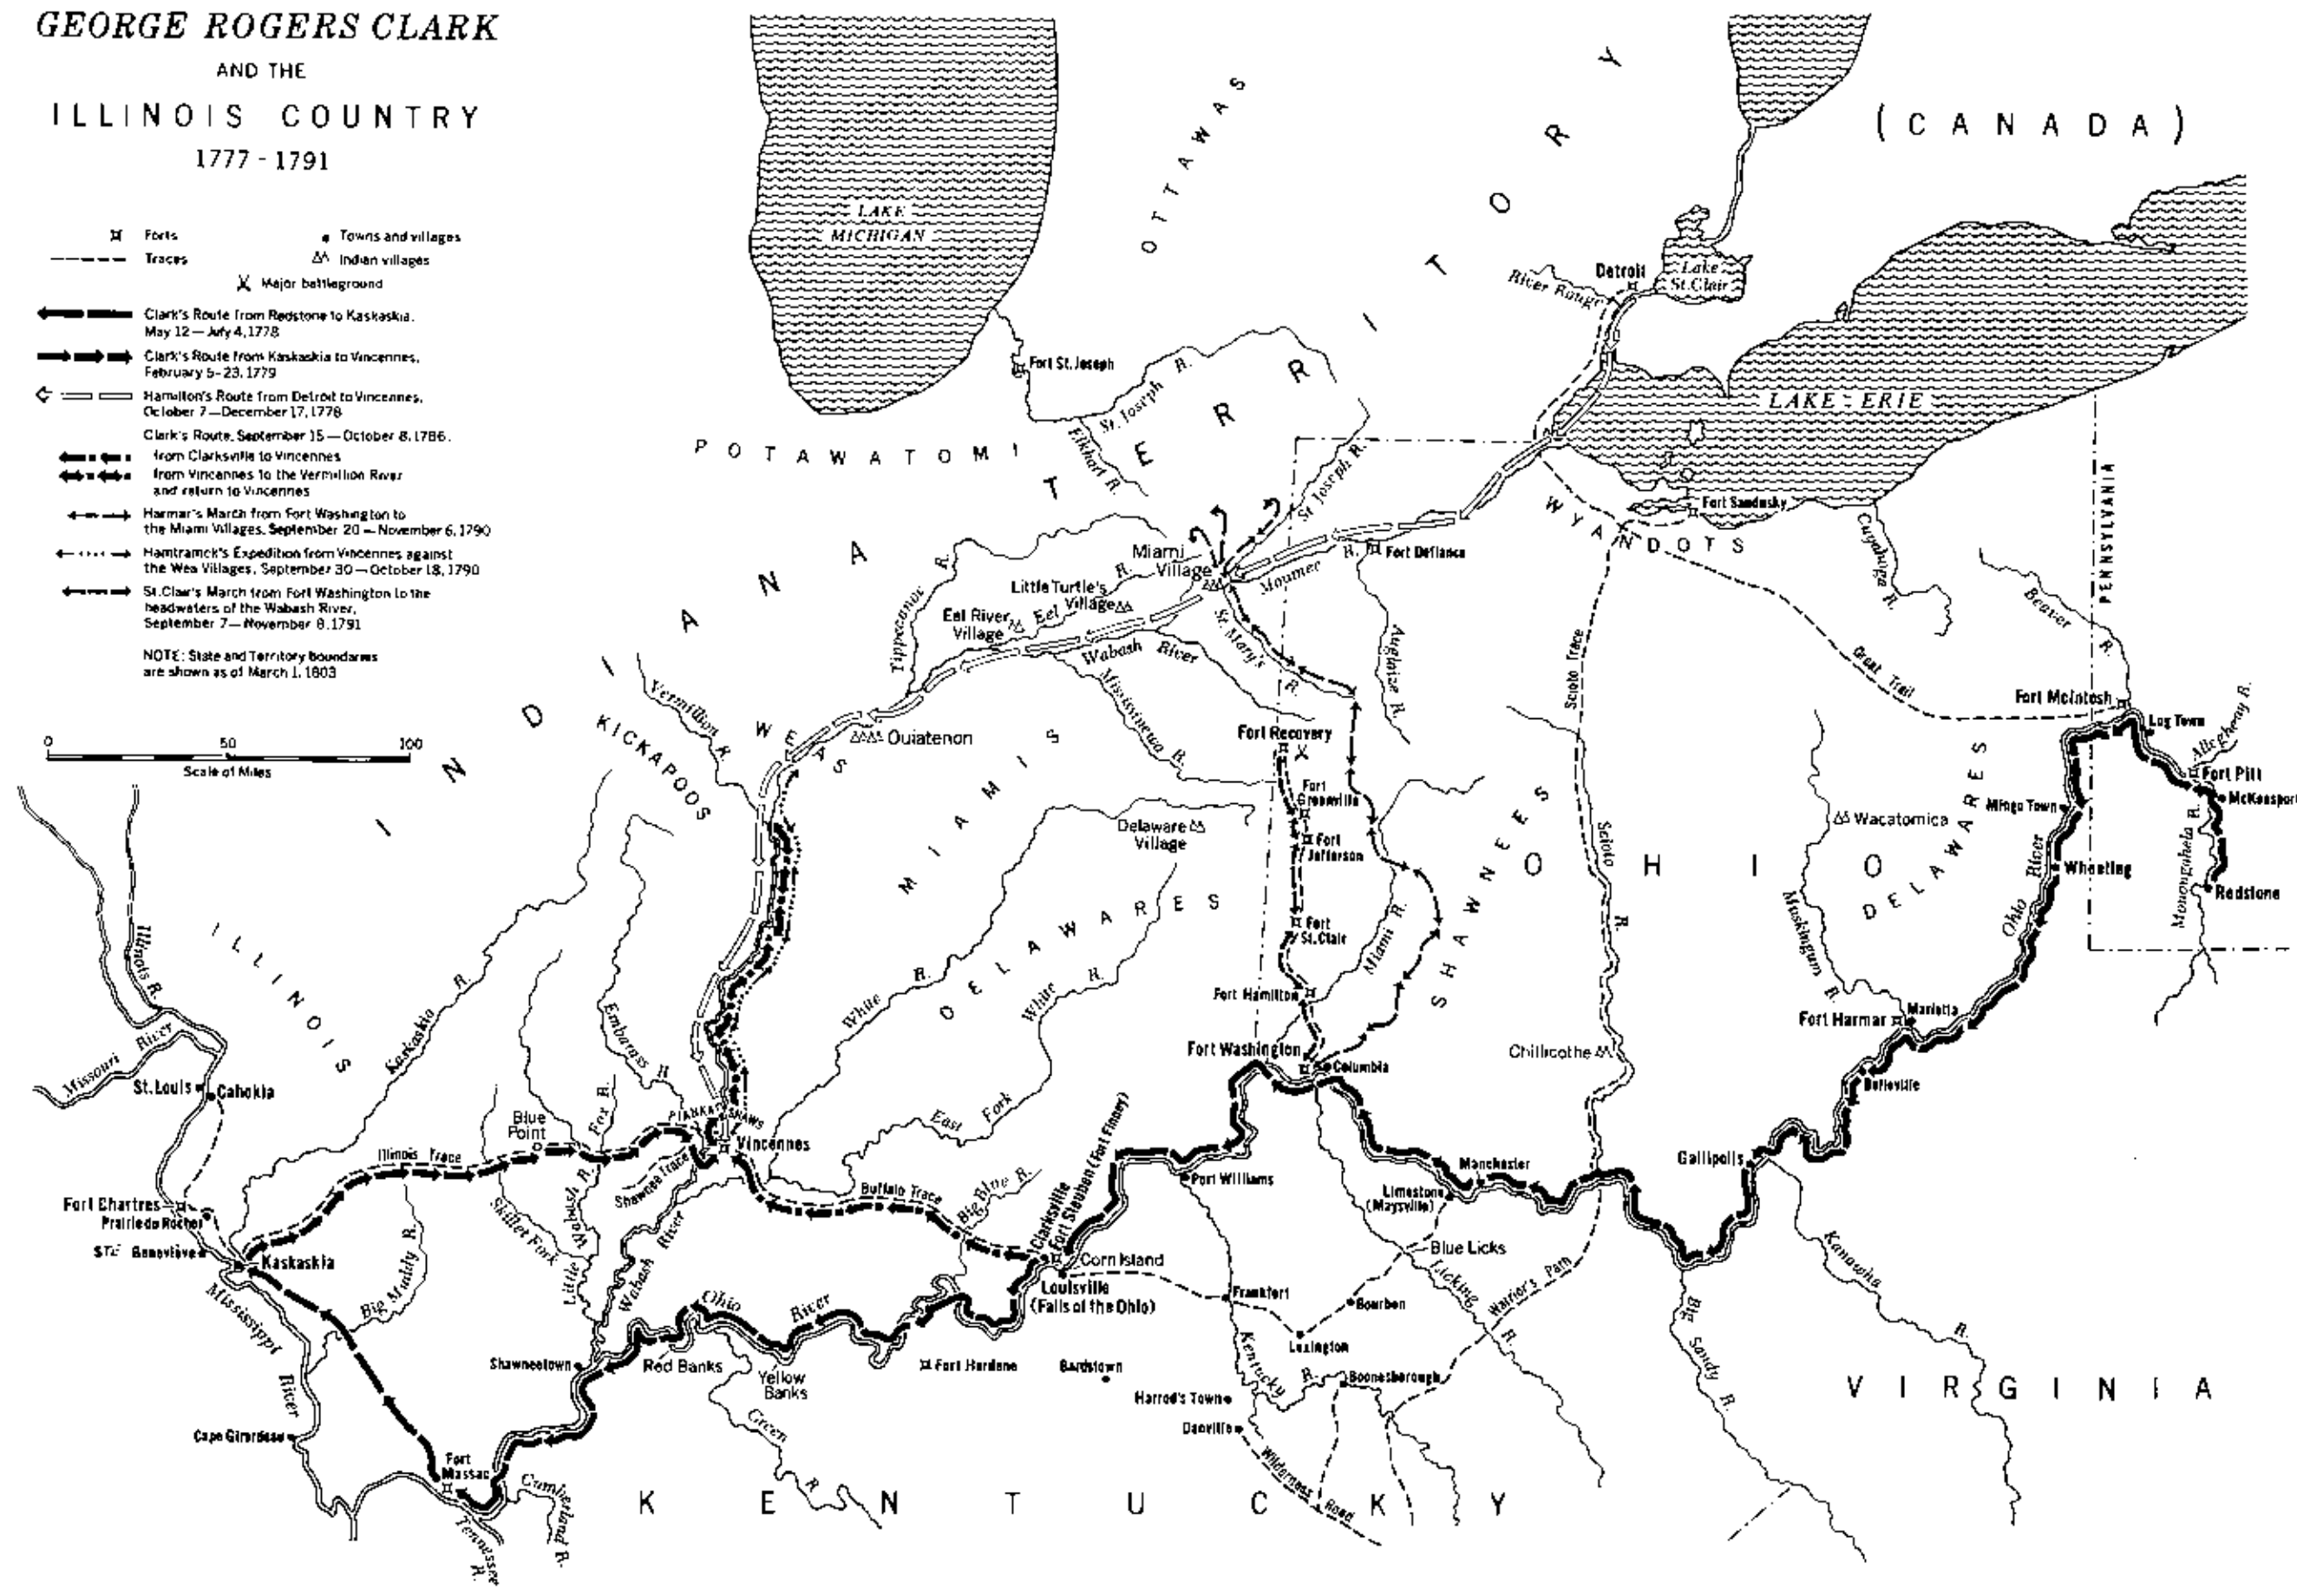 GEORGE ROGERS CLARK
AND THE
ILLINOIS COUNTRY
1777 - 1791
Forts
Towns and villages
Traces
Indian villages
Major battleground
Clark's Route from Redstone to Kaskaskia,
May 12 — July 4, 1778
Clark's Route from Kaskaskia to Vincennes,
February 5 - 23, 1779
Hamilton's Route from Detroit to Vincennes,
October 7 — December 17, 1778
Clark's Route, September 15 — October 8, 1786.
from Clarksville to Vincennes
from Vincennes to the Vermillion River
and return to Vincennes
Harmar's March from Fort Washington to
the Miami Villages, September 20 — November 6, 1790
Hamtramck's Expedition from Vincennes against
the Wea Villages, September 30 — October 18, 1790
St. Clair's March from Fort Washington to the
headwaters of the Wabash River,
September 7 — November 8, 1791
NOTE: State and Territory boundaries
are shown as of March 1, 1803
0 50 100
Scale of Miles
(CANADA)
LAKE
MICHIGAN
OTTAWAS
INDIANA TERRITORY
Detroit
Lake
St. Clair
River Rouge
LAKE ERIE
Fort St. Joseph
St. Joseph R.
Elkhart R.
POTAWATOMI
St. Joseph R.
WYANDOTS
Fort Sandusky
Cuyahoga R.
PENNSYLVANIA
Beaver R.
Miami
Village
Fort Defiance
Moumee R.
Little Turtle's
Village
Eel R.
Eel River
Village
Tippecanoe R.
Wabash River
St. Mary's R.
Auglaize R.
Mississinewa R.
Scioto Trace
Great Trail
Fort McIntosh
Log Town
Allegheny R.
Fort Pitt
McKeesport
Mingo Town
Monongahela R.
Redstone
Wheeling
Ohio River
Vermillion R.
KICKAPOOS
WEAS
Ouiatenon
MIAMIS
Fort Recovery
Fort
Greenville
Fort
Jefferson
Fort
St. Clair
Delaware
Village
DELAWARES
SHAWNEES
OHIO
DELAWARES
Wacatomica
Scioto R.
Muskingum R.
Miami R.
White R.
White R.
Fort Hamilton
Fort Washington
Columbia
Chillicothe
Fort Harmar
Marietta
Belleville
ILLINOIS
Illinois R.
Missouri River
St. Louis
Cahokia
Kaskaskia R.
Embarass R.
Fox R.
Blue
Point
PIANKASHAWS
Vincennes
East Fork
Illinois Trace
Shawnee Trace
Buffalo Trace
Big Blue R.
Clarksville
Fort Steuben (Fort Finney)
Port Williams
Limestone
(Maysville)
Manchester
Gallipolis
Fort Chartres
Prairie de Rocher
STE Genevieve
Kaskaskia
Big Muddy R.
Skillet Fork
Little Wabash R.
Wabash River
Corn Island
Louisville
(Falls of the Ohio)
Blue Licks
Licking R.
Warrior's Path
Kanawha R.
Big Sandy R.
Mississippi River
Ohio River
Frankfort
Bourbon
Lexington
Shawneetown
Red Banks
Yellow
Banks
Bardstown
Kentucky R.
Boonesborough
Harrod's Town
Danville
Wilderness Road
Green R.
Cape Girardeau
Fort
Massac
Cumberland R.
Tennessee R.
KENTUCKY
VIRGINIA